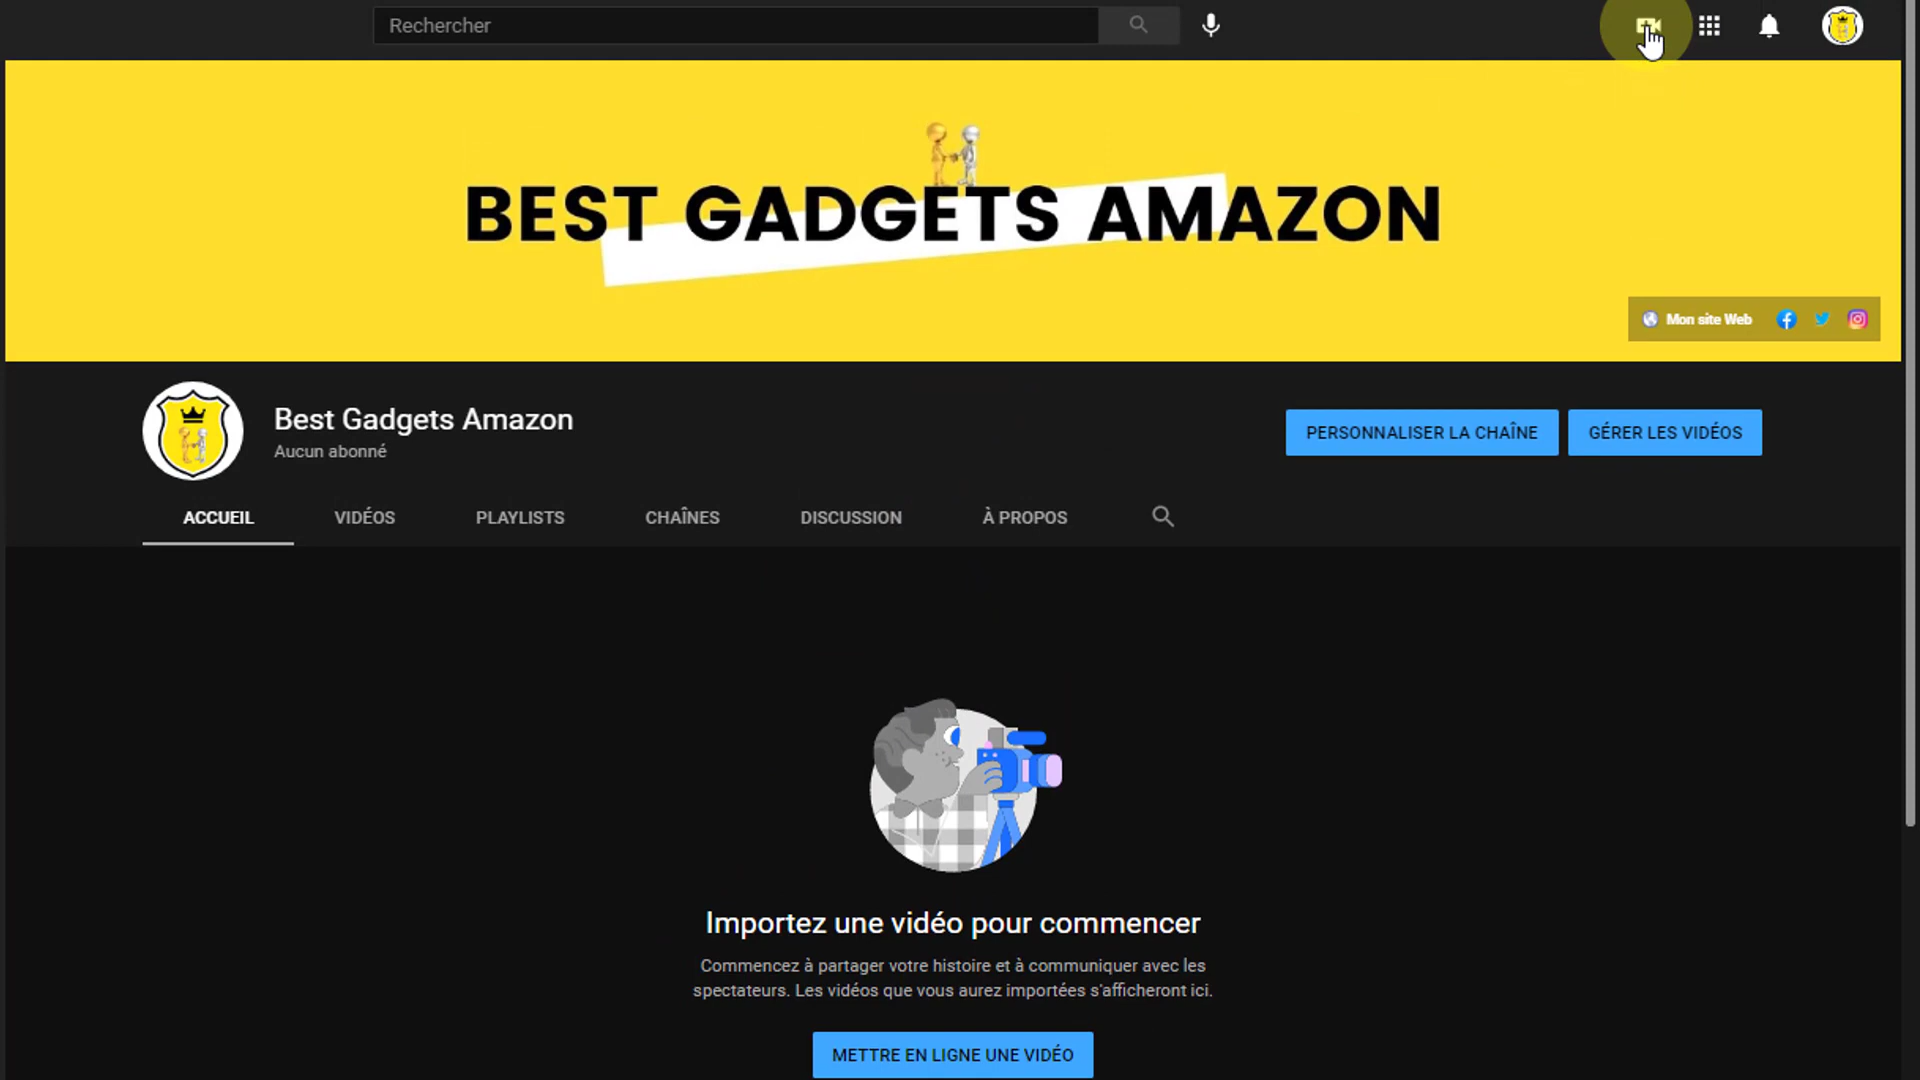 Rechercher
BEST GADGETS AMAZON
Mon site Web
Best Gadgets Amazon
Aucun abonné
PERSONNALISER LA CHAÎNE
GÉRER LES VIDÉOS
ACCUEIL
VIDÉOS
PLAYLISTS
CHAÎNES
DISCUSSION
À PROPOS
Importez une vidéo pour commencer
Commencez à partager votre histoire et à communiquer avec les
spectateurs. Les vidéos que vous aurez importées s'afficheront ici.
METTRE EN LIGNE UNE VIDÉO